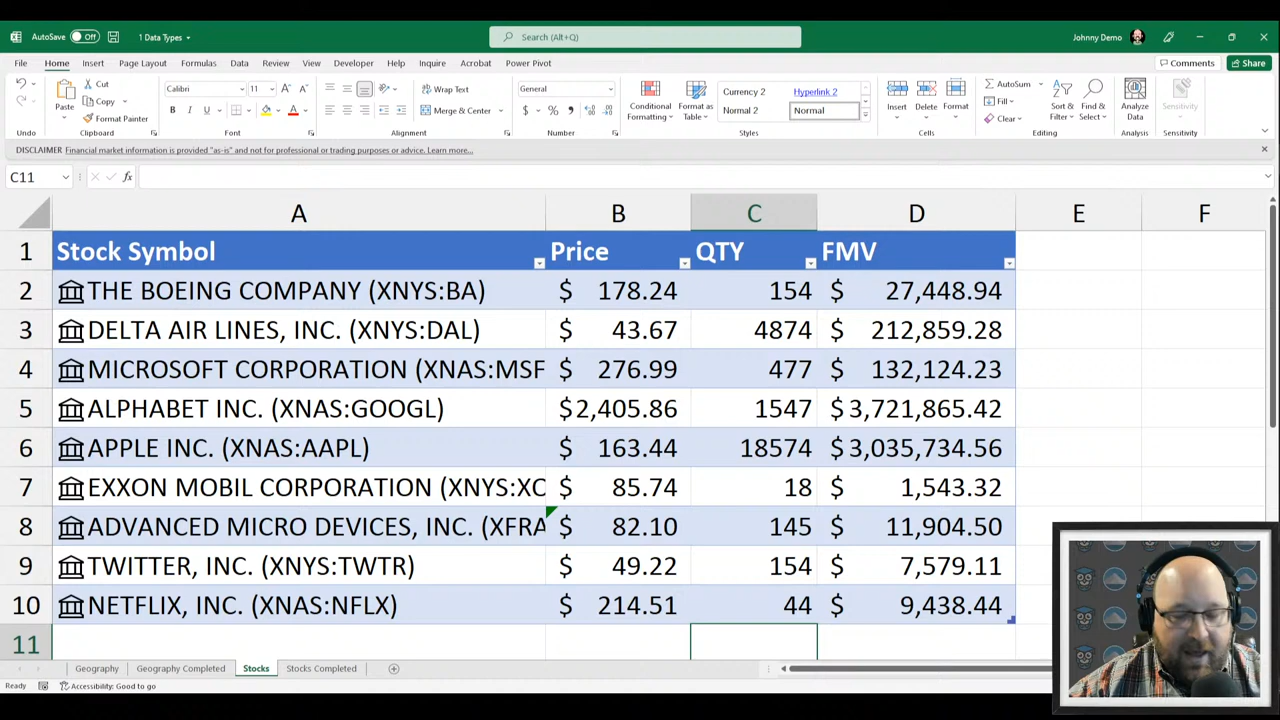 AutoSave Off 1 Data Types Search (Alt+Q) Johnny Demo
File Home Insert Page Layout Formulas Data Review View Developer Help Inquire Acrobat Power Pivot Comments Share
Cut Calibri 11 Wrap Text General Currency 2 Hyperlink 2 AutoSum
Paste Copy Conditional Formatting Format as Table Insert Delete Format Fill Sort & Filter Find & Select Analyze Data Sensitivity
Format Painter B I U Merge & Center $ % Normal 2 Normal Clear
Undo Clipboard Font Alignment Number Styles Cells Editing Analysis Sensitivity
DISCLAIMER Financial market information is provided "as-is" and not for professional or trading purposes or advice. Learn more...
C11 fx
A B C D E F
1 Stock Symbol Price QTY FMV
2 THE BOEING COMPANY (XNYS:BA) $ 178.24 154 $ 27,448.94
3 DELTA AIR LINES, INC. (XNYS:DAL) $ 43.67 4874 $ 212,859.28
4 MICROSOFT CORPORATION (XNAS:MSF $ 276.99 477 $ 132,124.23
5 ALPHABET INC. (XNAS:GOOGL) $2,405.86 1547 $ 3,721,865.42
6 APPLE INC. (XNAS:AAPL) $ 163.44 18574 $ 3,035,734.56
7 EXXON MOBIL CORPORATION (XNYS:XO $ 85.74 18 $ 1,543.32
8 ADVANCED MICRO DEVICES, INC. (XFRA $ 82.10 145 $ 11,904.50
9 TWITTER, INC. (XNYS:TWTR) $ 49.22 154 $ 7,579.11
10 NETFLIX, INC. (XNAS:NFLX) $ 214.51 44 $ 9,438.44
11
Geography Geography Completed Stocks Stocks Completed
Ready Accessibility: Good to go